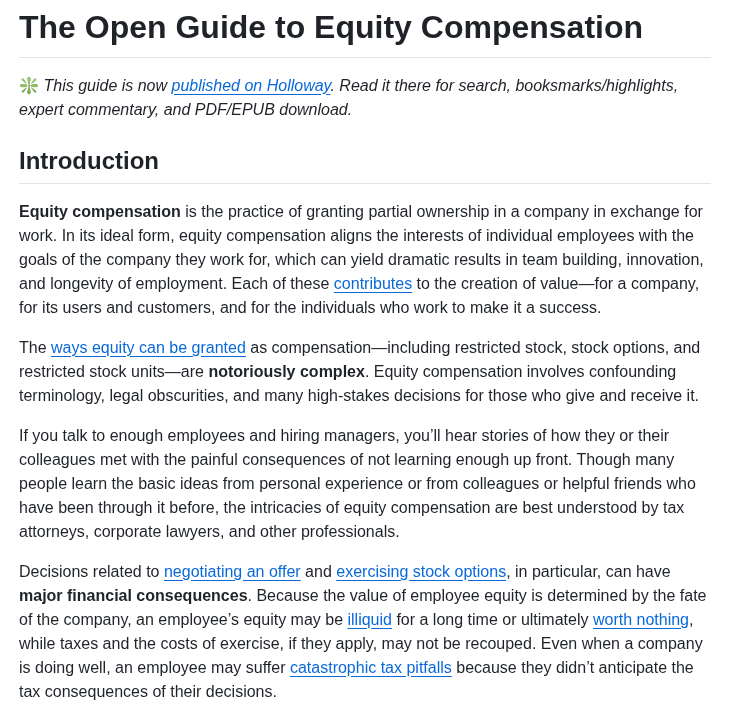 The Open Guide to Equity Compensation
This guide is now published on Holloway. Read it there for search, booksmarks/highlights,
expert commentary, and PDF/EPUB download.
Introduction
Equity compensation is the practice of granting partial ownership in a company in exchange for
work. In its ideal form, equity compensation aligns the interests of individual employees with the
goals of the company they work for, which can yield dramatic results in team building, innovation,
and longevity of employment. Each of these contributes to the creation of value—for a company,
for its users and customers, and for the individuals who work to make it a success.
The ways equity can be granted as compensation—including restricted stock, stock options, and
restricted stock units—are notoriously complex. Equity compensation involves confounding
terminology, legal obscurities, and many high-stakes decisions for those who give and receive it.
If you talk to enough employees and hiring managers, you’ll hear stories of how they or their
colleagues met with the painful consequences of not learning enough up front. Though many
people learn the basic ideas from personal experience or from colleagues or helpful friends who
have been through it before, the intricacies of equity compensation are best understood by tax
attorneys, corporate lawyers, and other professionals.
Decisions related to negotiating an offer and exercising stock options, in particular, can have
major financial consequences. Because the value of employee equity is determined by the fate
of the company, an employee’s equity may be illiquid for a long time or ultimately worth nothing,
while taxes and the costs of exercise, if they apply, may not be recouped. Even when a company
is doing well, an employee may suffer catastrophic tax pitfalls because they didn’t anticipate the
tax consequences of their decisions.